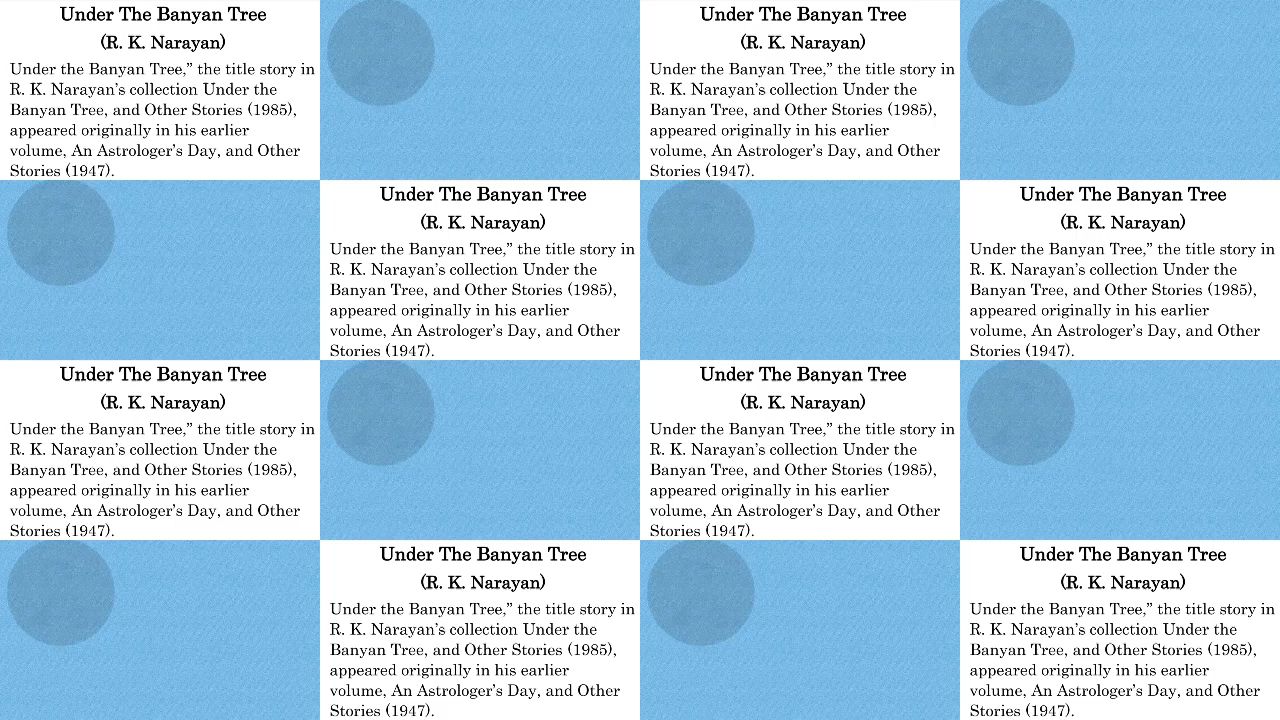 Under The Banyan Tree
(R. K. Narayan)
Under the Banyan Tree,” the title story in
R. K. Narayan’s collection Under the
Banyan Tree, and Other Stories (1985),
appeared originally in his earlier
volume, An Astrologer’s Day, and Other
Stories (1947).
Under The Banyan Tree
(R. K. Narayan)
Under the Banyan Tree,” the title story in
R. K. Narayan’s collection Under the
Banyan Tree, and Other Stories (1985),
appeared originally in his earlier
volume, An Astrologer’s Day, and Other
Stories (1947).
Under The Banyan Tree
(R. K. Narayan)
Under the Banyan Tree,” the title story in
R. K. Narayan’s collection Under the
Banyan Tree, and Other Stories (1985),
appeared originally in his earlier
volume, An Astrologer’s Day, and Other
Stories (1947).
Under The Banyan Tree
(R. K. Narayan)
Under the Banyan Tree,” the title story in
R. K. Narayan’s collection Under the
Banyan Tree, and Other Stories (1985),
appeared originally in his earlier
volume, An Astrologer’s Day, and Other
Stories (1947).
Under The Banyan Tree
(R. K. Narayan)
Under the Banyan Tree,” the title story in
R. K. Narayan’s collection Under the
Banyan Tree, and Other Stories (1985),
appeared originally in his earlier
volume, An Astrologer’s Day, and Other
Stories (1947).
Under The Banyan Tree
(R. K. Narayan)
Under the Banyan Tree,” the title story in
R. K. Narayan’s collection Under the
Banyan Tree, and Other Stories (1985),
appeared originally in his earlier
volume, An Astrologer’s Day, and Other
Stories (1947).
Under The Banyan Tree
(R. K. Narayan)
Under the Banyan Tree,” the title story in
R. K. Narayan’s collection Under the
Banyan Tree, and Other Stories (1985),
appeared originally in his earlier
volume, An Astrologer’s Day, and Other
Stories (1947).
Under The Banyan Tree
(R. K. Narayan)
Under the Banyan Tree,” the title story in
R. K. Narayan’s collection Under the
Banyan Tree, and Other Stories (1985),
appeared originally in his earlier
volume, An Astrologer’s Day, and Other
Stories (1947).